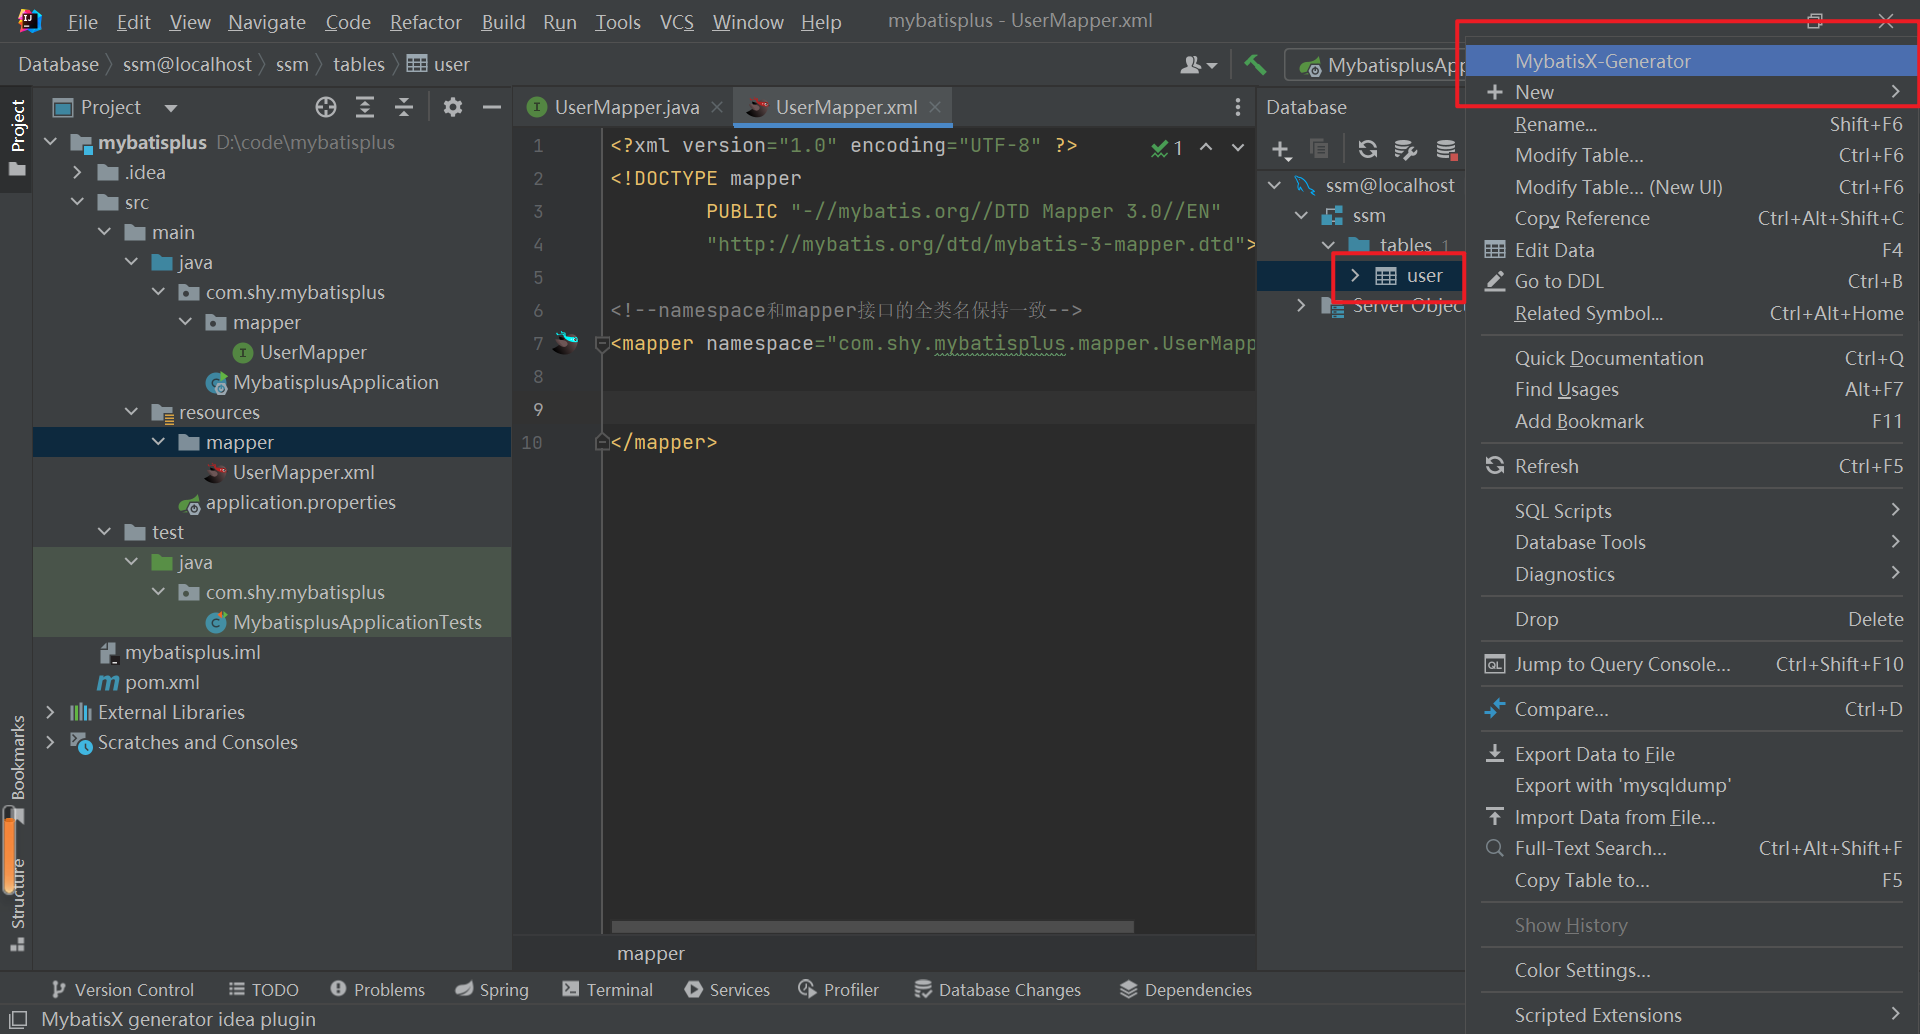 File Edit View Navigate Code Refactor Build Run Tools VCS Window Help mybatisplus - UserMapper.xml
Database ssm@localhost ssm tables user
MybatisplusApp
Project
Project
mybatisplus D:\code\mybatisplus
.idea
src
main
java
com.shy.mybatisplus
mapper
UserMapper
MybatisplusApplication
resources
mapper
UserMapper.xml
application.properties
test
java
com.shy.mybatisplus
MybatisplusApplicationTests
mybatisplus.iml
pom.xml
External Libraries
Scratches and Consoles
Bookmarks
Structure
UserMapper.java UserMapper.xml
1 <?xml version="1.0" encoding="UTF-8" ?>
1
2 <!DOCTYPE mapper
3 PUBLIC "-//mybatis.org//DTD Mapper 3.0//EN"
4 "http://mybatis.org/dtd/mybatis-3-mapper.dtd">
5
6 <!--namespace和mapper接口的全类名保持一致-->
7 <mapper namespace="com.shy.mybatisplus.mapper.UserMapp
8
9
10 </mapper>
mapper
Database
ssm@localhost
ssm
tables 1
user
Server Objec
MybatisX-Generator
New
Rename... Shift+F6
Modify Table... Ctrl+F6
Modify Table... (New UI) Ctrl+F6
Copy Reference Ctrl+Alt+Shift+C
Edit Data F4
Go to DDL Ctrl+B
Related Symbol... Ctrl+Alt+Home
Quick Documentation Ctrl+Q
Find Usages Alt+F7
Add Bookmark F11
Refresh Ctrl+F5
SQL Scripts
Database Tools
Diagnostics
Drop Delete
Jump to Query Console... Ctrl+Shift+F10
Compare... Ctrl+D
Export Data to File
Export with 'mysqldump'
Import Data from File...
Full-Text Search... Ctrl+Alt+Shift+F
Copy Table to... F5
Show History
Color Settings...
Scripted Extensions
Version Control TODO Problems Spring Terminal Services Profiler Database Changes Dependencies
MybatisX generator idea plugin